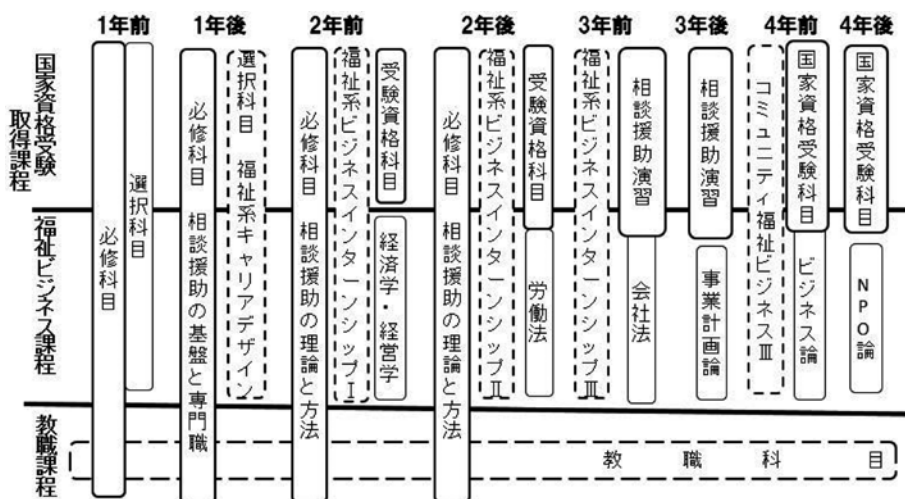 1年前
1年後
2年前
2年後
3年前
3年後
4年前
4年後
国家資格受験
取得課程
福祉ビジネス課程
教職課程
必修科目
選択科目
必修科目 相談援助の基盤と専門職
選択科目 福祉系キャリアデザイン
必修科目 相談援助の理論と方法
福祉系ビジネスインターンシップⅠ
受験資格科目
経済学・経営学
必修科目 相談援助の理論と方法
福祉系ビジネスインターンシップⅡ
受験資格科目
労働法
福祉系ビジネスインターンシップⅢ
相談援助演習
会社法
相談援助演習
事業計画論
コミュニティ福祉ビジネスⅢ
国家資格受験科目
ビジネス論
国家資格受験科目
NPO論
教職科目